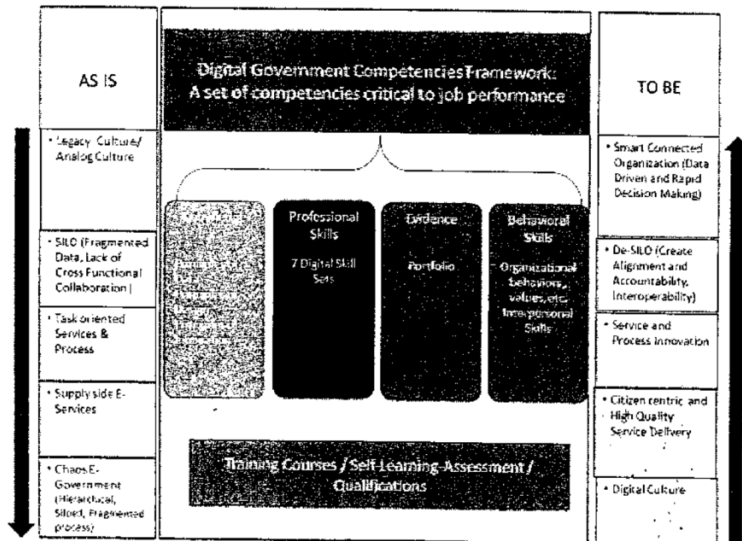 AS IS
• Legacy Culture/
Analog Culture
• SILO (Fragmented
Data, Lack of
Cross Functional
Collaboration)
• Task oriented
Services &
Process
• Supply side E-
Services
• Chaos E-
Government
(Hierarchical,
Siloed, Fragmented
process)
Digital Government Competencies Framework:
A set of competencies critical to job performance
Professional
Skills
7 Digital Skill
Sets
Evidence
Portfolio
Behavioral
Skills
Organizational
behaviors,
values, etc.
Interpersonal
Skills
Training Courses / Self Learning-Assessment /
Qualifications
TO BE
• Smart Connected
Organization (Data
Driven and Rapid
Decision Making)
• De-SILO (Create
Alignment and
Accountability,
Interoperability)
• Service and
Process Innovation
• Citizen centric and
High Quality
Service Delivery
• Digital Culture